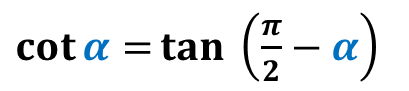 cot α = tan (π/2 − α)